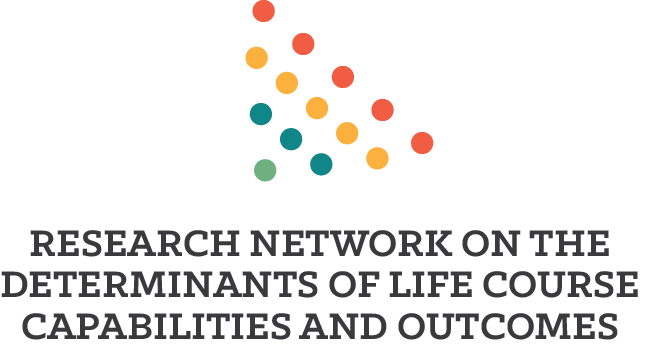 RESEARCH NETWORK ON THE
DETERMINANTS OF LIFE COURSE
CAPABILITIES AND OUTCOMES